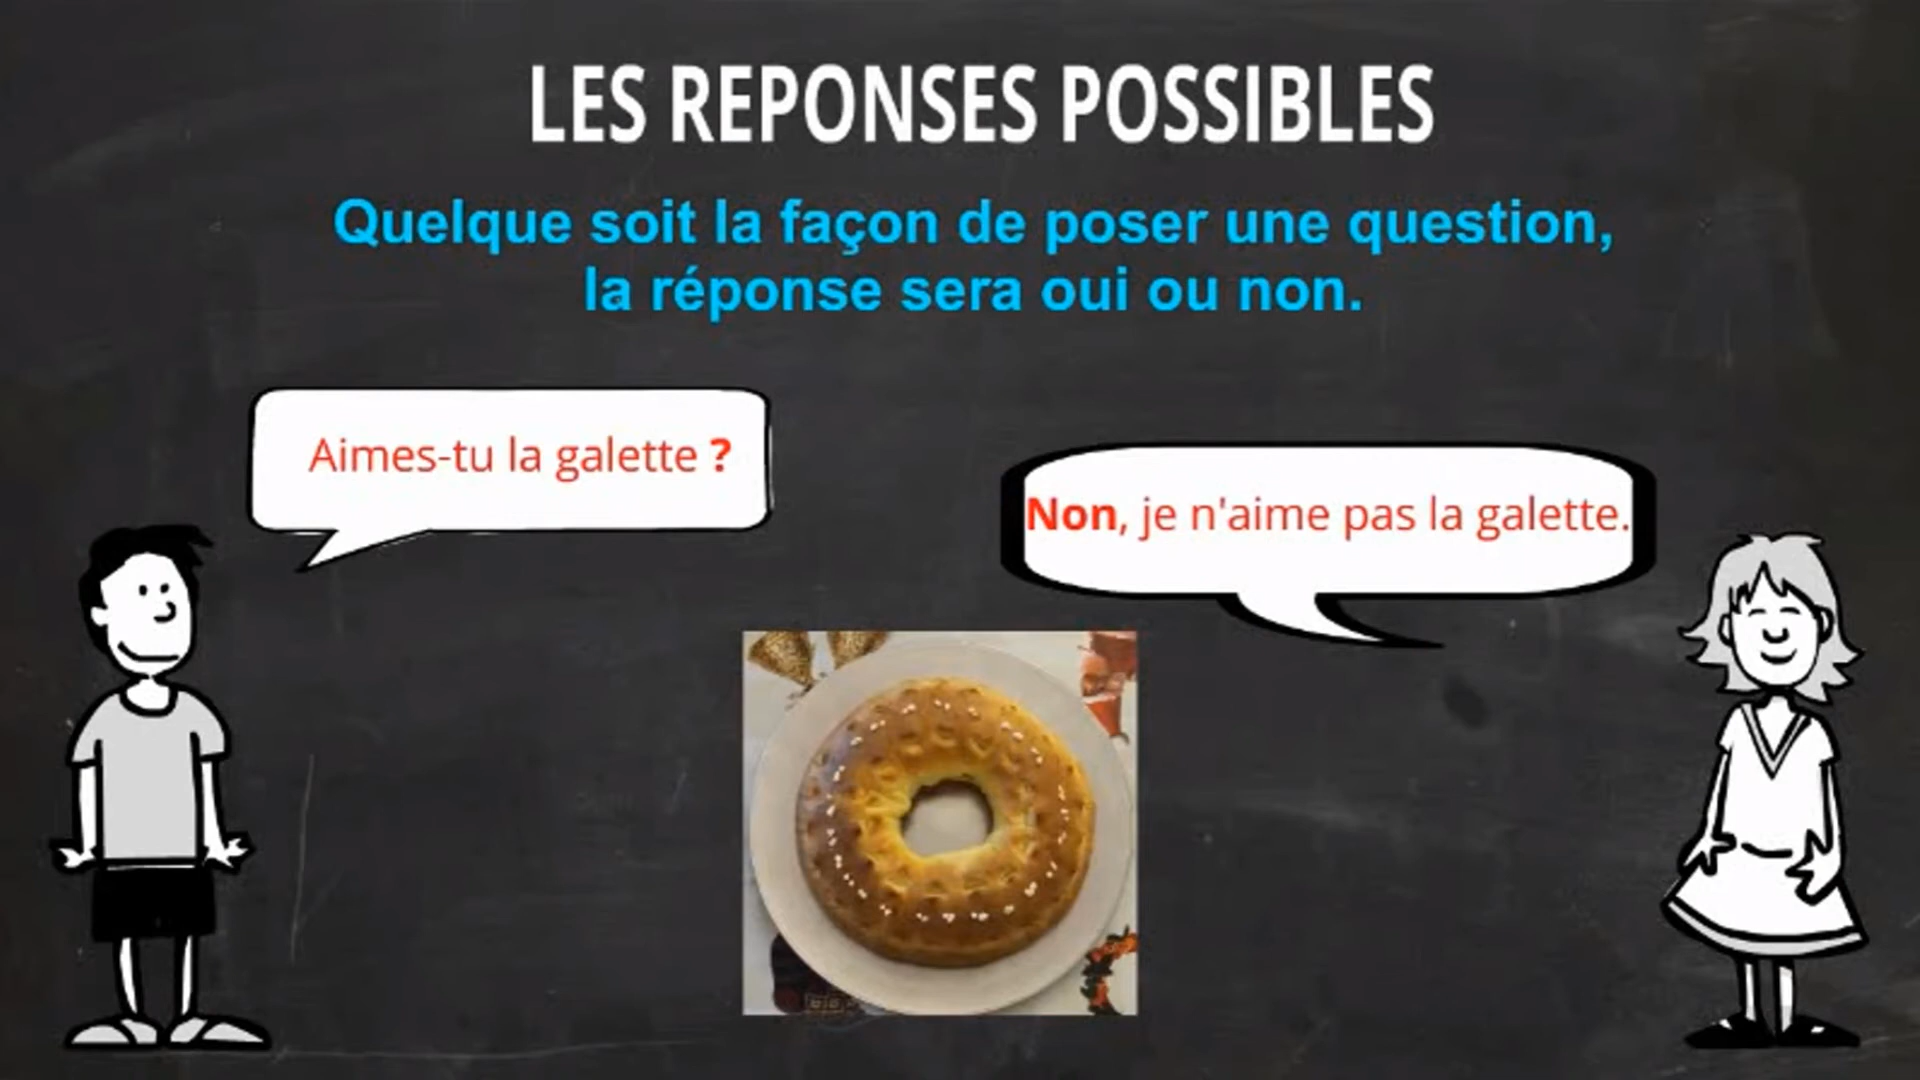 LES REPONSES POSSIBLES
Quelque soit la façon de poser une question,
la réponse sera oui ou non.
Aimes-tu la galette ?
Non, je n'aime pas la galette.